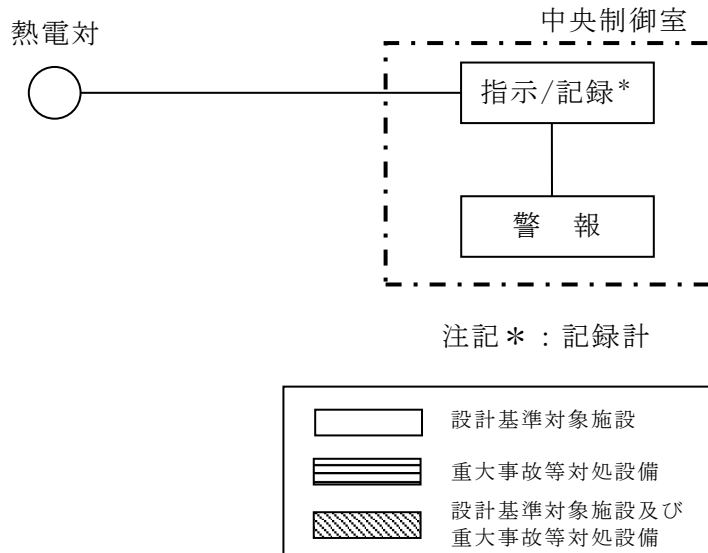 中央制御室
熱電対
指示/記録*
警 報
注記*:記録計
設計基準対象施設
重大事故等対処設備
設計基準対象施設及び
重大事故等対処設備